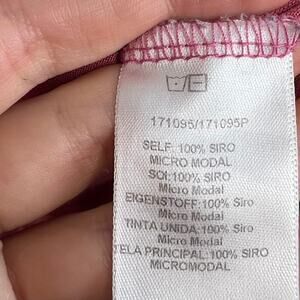 171095/171095P
SELF: 100% SIRO
MICRO MODAL
SOI: 100% SIRO
Micro Modal
EIGENSTOFF: 100% Siro
Micro Modal
TINTA UNIDA: 100% Siro
Micro Modal
TELA PRINCIPAL: 100% SIRO
MICROMODAL